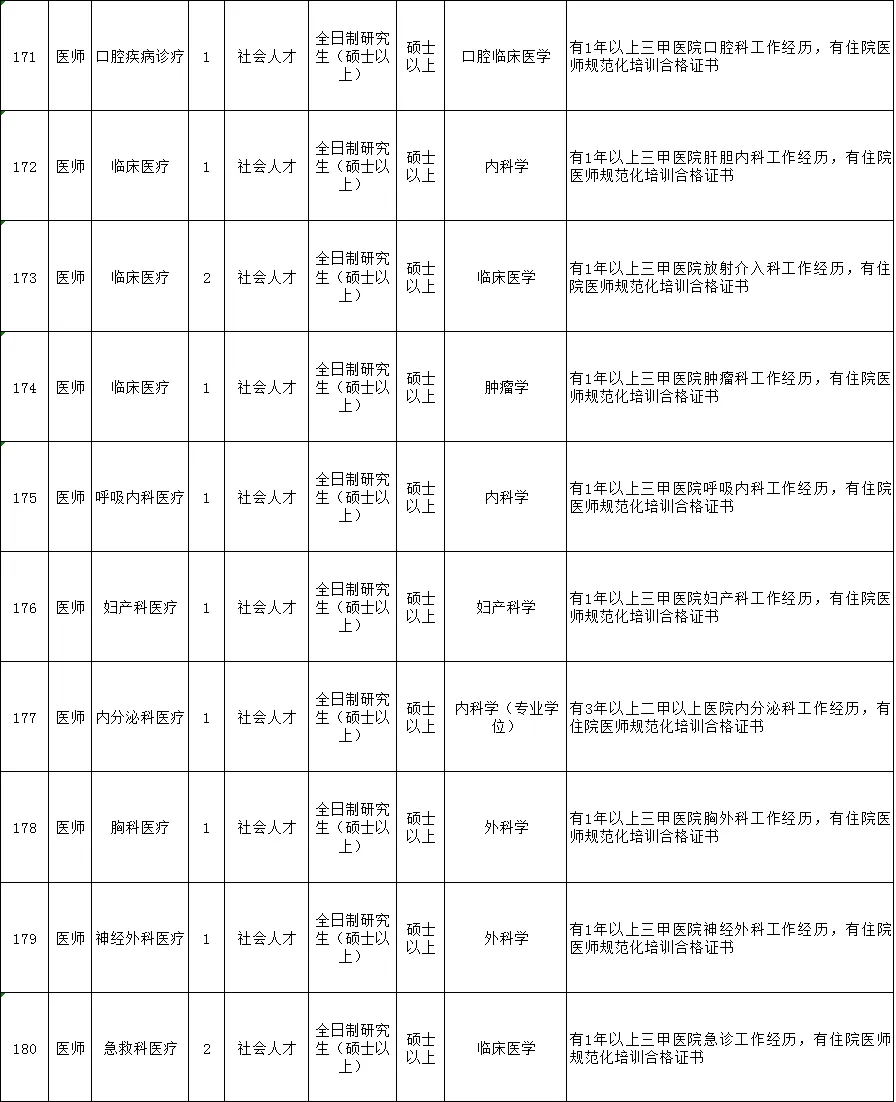 171 医师 口腔疾病诊疗 1 社会人才 全日制研究生（硕士以上） 硕士以上 口腔临床医学 有1年以上三甲医院口腔科工作经历，有住院医师规范化培训合格证书
172 医师 临床医疗 1 社会人才 全日制研究生（硕士以上） 硕士以上 内科学 有1年以上三甲医院肝胆内科工作经历，有住院医师规范化培训合格证书
173 医师 临床医疗 2 社会人才 全日制研究生（硕士以上） 硕士以上 临床医学 有1年以上三甲医院放射介入科工作经历，有住院医师规范化培训合格证书
174 医师 临床医疗 1 社会人才 全日制研究生（硕士以上） 硕士以上 肿瘤学 有1年以上三甲医院肿瘤科工作经历，有住院医师规范化培训合格证书
175 医师 呼吸内科医疗 1 社会人才 全日制研究生（硕士以上） 硕士以上 内科学 有1年以上三甲医院呼吸内科工作经历，有住院医师规范化培训合格证书
176 医师 妇产科医疗 1 社会人才 全日制研究生（硕士以上） 硕士以上 妇产科学 有1年以上三甲医院妇产科工作经历，有住院医师规范化培训合格证书
177 医师 内分泌科医疗 1 社会人才 全日制研究生（硕士以上） 硕士以上 内科学（专业学位） 有3年以上二甲以上医院内分泌科工作经历，有住院医师规范化培训合格证书
178 医师 胸科医疗 1 社会人才 全日制研究生（硕士以上） 硕士以上 外科学 有1年以上三甲医院胸外科工作经历，有住院医师规范化培训合格证书
179 医师 神经外科医疗 1 社会人才 全日制研究生（硕士以上） 硕士以上 外科学 有1年以上三甲医院神经外科工作经历，有住院医师规范化培训合格证书
180 医师 急救科医疗 2 社会人才 全日制研究生（硕士以上） 硕士以上 临床医学 有1年以上三甲医院急诊工作经历，有住院医师规范化培训合格证书